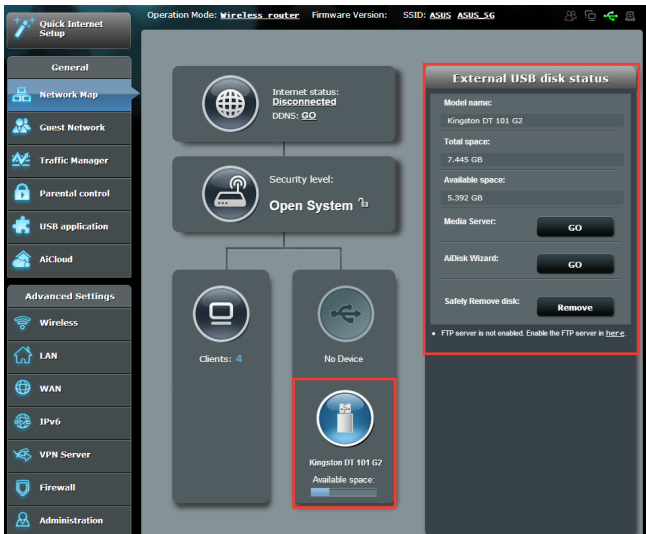 Operation Mode: Wireless router Firmware Version: SSID: ASUS ASUS_5G
Quick Internet
Setup
General
Network Map
Guest Network
Traffic Manager
Parental control
USB application
AiCloud
Advanced Settings
Wireless
LAN
WAN
IPv6
IPv6
VPN Server
Firewall
Administration
Internet status:
Disconnected
DDNS: GO
Security level:
Open System
Clients: 4
No Device
Kingston DT 101 G2
Available space:
External USB disk status
Model name:
Kingston DT 101 G2
Total space:
7.445 GB
Available space:
5.392 GB
Media Server: GO
AiDisk Wizard: GO
Safely Remove disk: Remove
• FTP server is not enabled. Enable the FTP server in here.